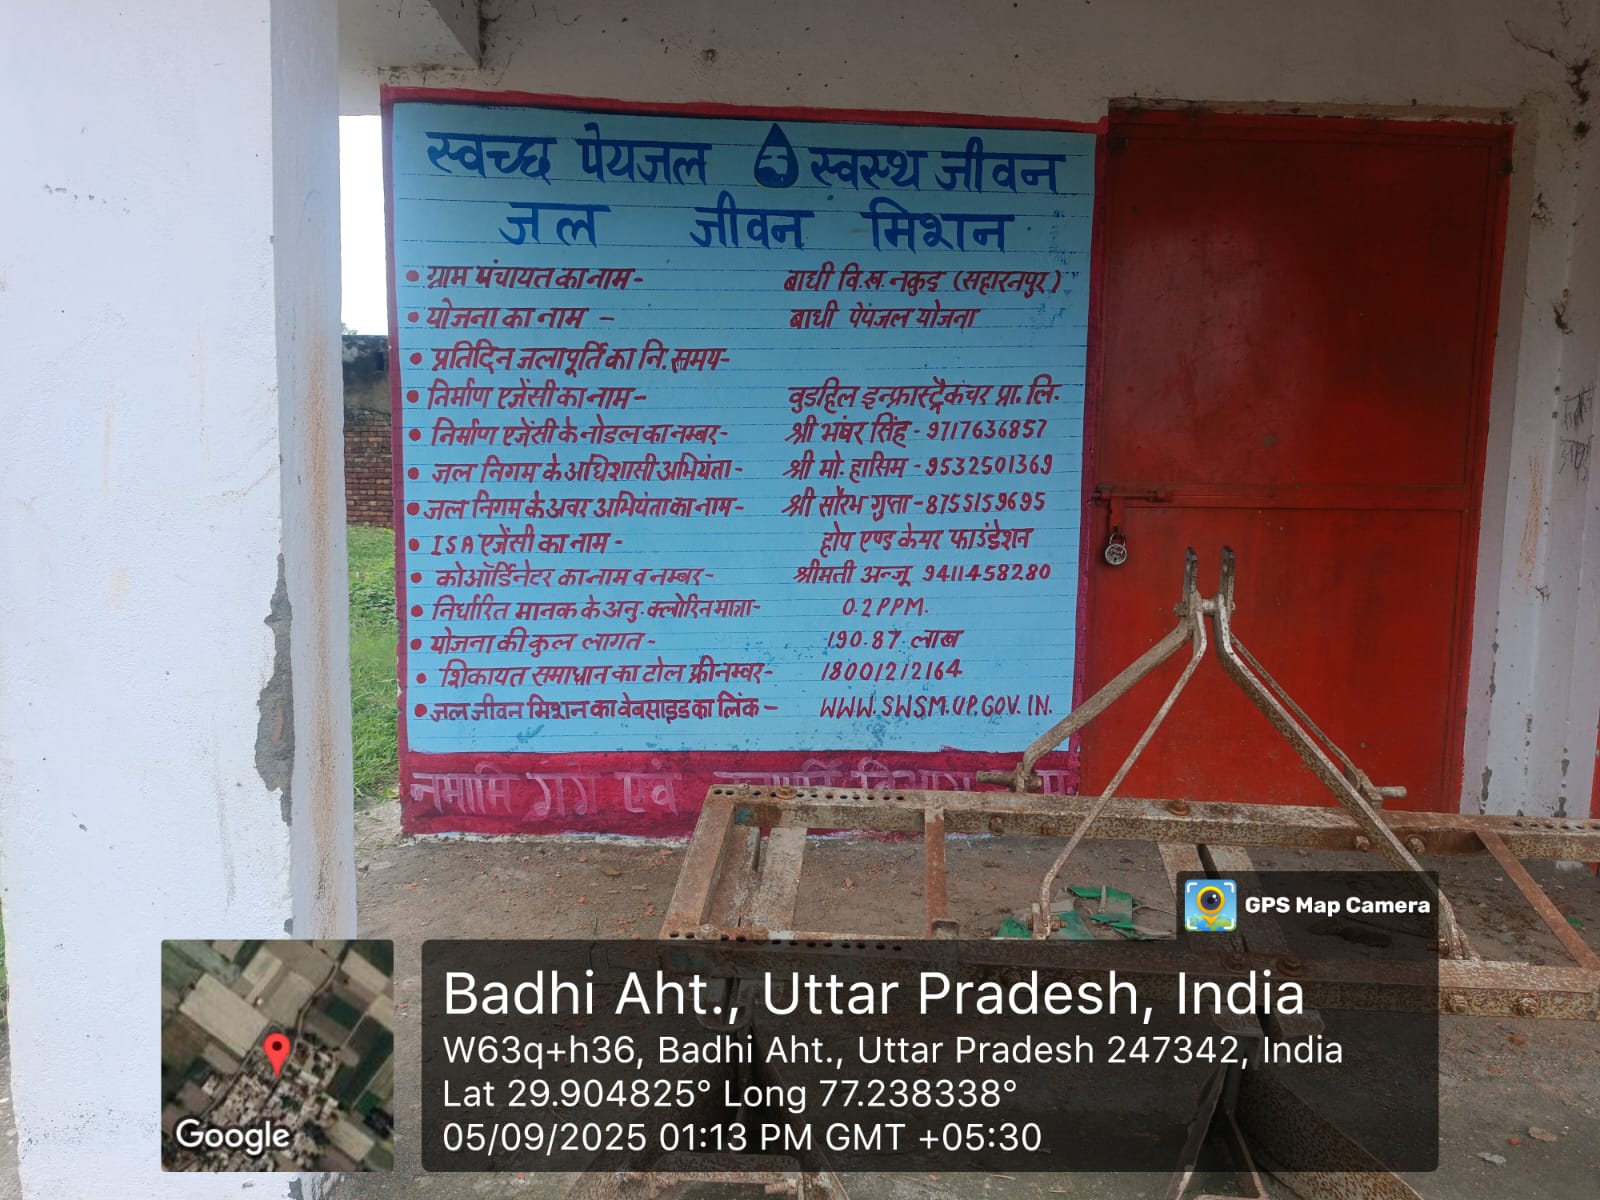 स्वच्छ पेयजल स्वस्थ जीवन
जल जीवन मिशन
• ग्राम पंचायत का नाम- बाधी वि.ख. नकुड (सहारनपुर)
• योजना का नाम - बाधी पेंपजल योजना
• प्रतिदिन जलापूर्ति का नि. समय-
• निर्माण एजेंसी का नाम- वुडहिल इन्फ्रास्ट्रैकंचर प्रा. लि.
• निर्माण एजेंसी के नोडल का नम्बर- श्री भंवर सिंह - 9717636857
• जल निगम के अधिशासी अभियंता- श्री मो. हासिम - 9532501369
• जल निगम के अवर अभियंता का नाम- श्री सौरभ गुप्ता - 8755159695
• ISA एजेंसी का नाम - होप एण्ड केयर फाउंडेशन
• कोऑर्डिनेटर का नाम व नम्बर- श्रीमती अन्जू 9411458280
• निर्धारित मानक के अनु. क्लोरिन मात्रा- 0.2 PPM.
• योजना की कुल लागत - 190.87 लाख
• शिकायत समाधान का टोल फ्री नम्वर- 18001212164
• जल जीवन मिशन का वेबसाइड का लिंक - WWW.SWSM.UP.GOV.IN.
नमामि गंगे एवं विभाग
GPS Map Camera
Badhi Aht., Uttar Pradesh, India
W63q+h36, Badhi Aht., Uttar Pradesh 247342, India
Lat 29.904825° Long 77.238338°
05/09/2025 01:13 PM GMT +05:30
Google